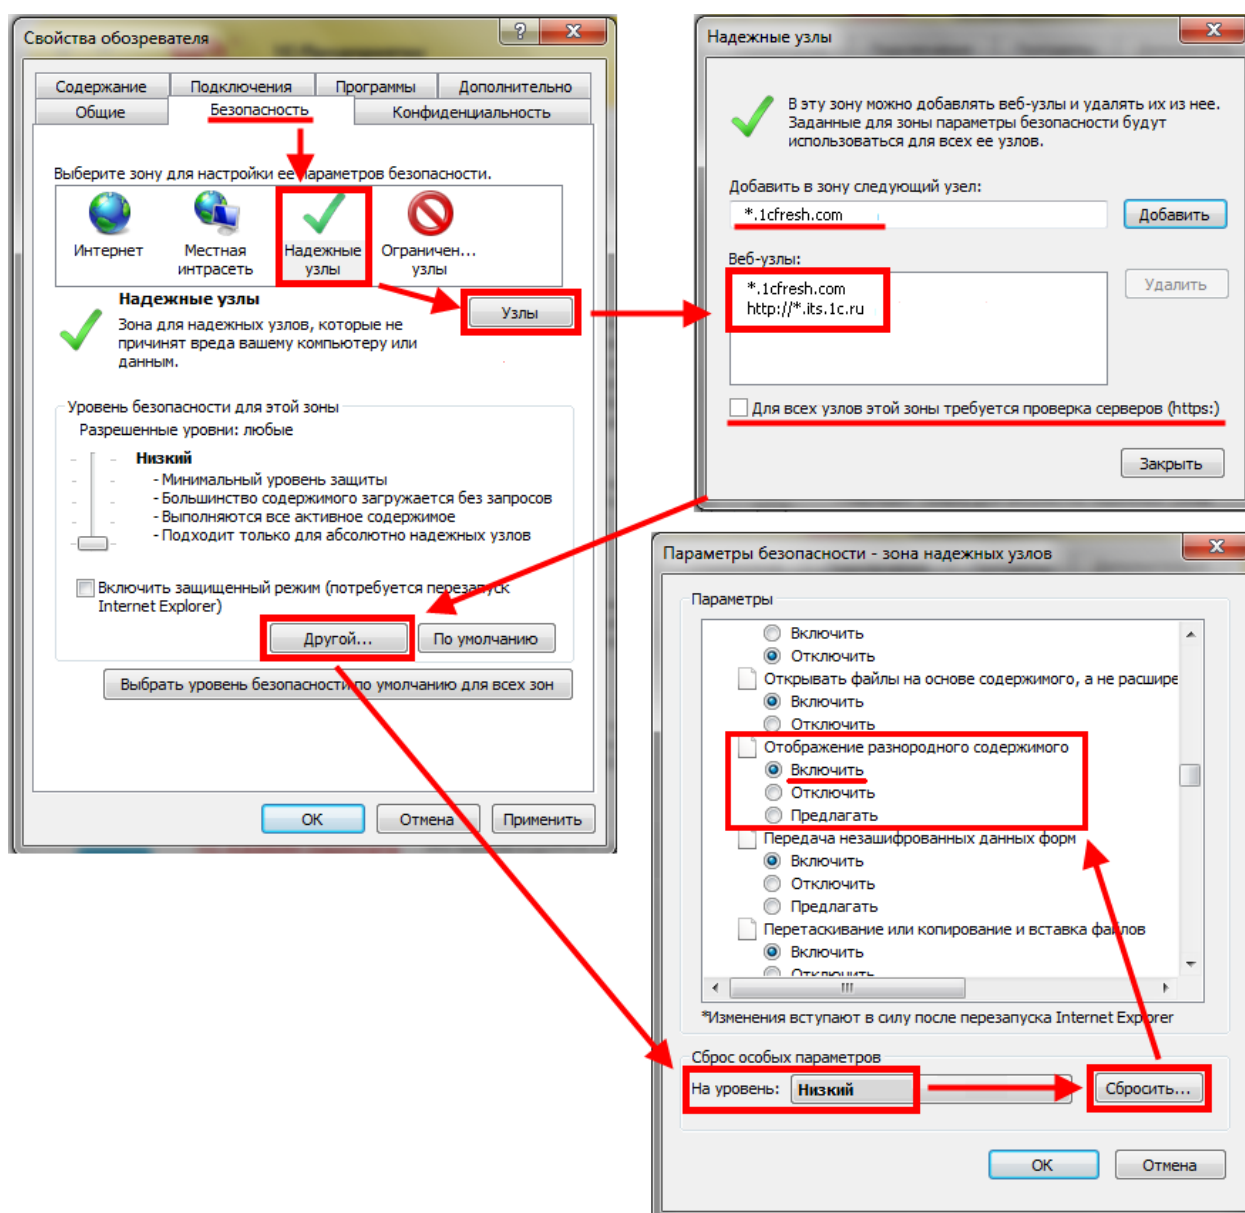 Свойства обозревателя
Содержание
Подключения
Программы
Дополнительно
Общие
Безопасность
Конфиденциальность
Выберите зону для настройки ее параметров безопасности.
Интернет
Местная
интрасеть
Надежные
узлы
Ограничен...
узлы
Надежные узлы
Узлы
Зона для надежных узлов, которые не
причинят вреда вашему компьютеру или
данным.
Уровень безопасности для этой зоны
Разрешенные уровни: любые
Низкий
- Минимальный уровень защиты
- Большинство содержимого загружается без запросов
- Выполняются все активное содержимое
- Подходит только для абсолютно надежных узлов
Включить защищенный режим (потребуется перезапуск
Internet Explorer)
Другой...
По умолчанию
Выбрать уровень безопасности по умолчанию для всех зон
ОК
Отмена
Применить
Надежные узлы
В эту зону можно добавлять веб-узлы и удалять их из нее.
Заданные для зоны параметры безопасности будут
использоваться для всех ее узлов.
Добавить в зону следующий узел:
*.1cfresh.com
Добавить
Веб-узлы:
*.1cfresh.com
http://*.its.1c.ru
Удалить
Для всех узлов этой зоны требуется проверка серверов (https:)
Закрыть
Параметры безопасности - зона надежных узлов
Параметры
Включить
Отключить
Открывать файлы на основе содержимого, а не расшире
Включить
Отключить
Отображение разнородного содержимого
Включить
Отключить
Предлагать
Передача незашифрованных данных форм
Включить
Отключить
Предлагать
Перетаскивание или копирование и вставка файлов
Включить
Отключить
*Изменения вступают в силу после перезапуска Internet Explorer
Сброс особых параметров
На уровень:
Низкий
Сбросить...
ОК
Отмена